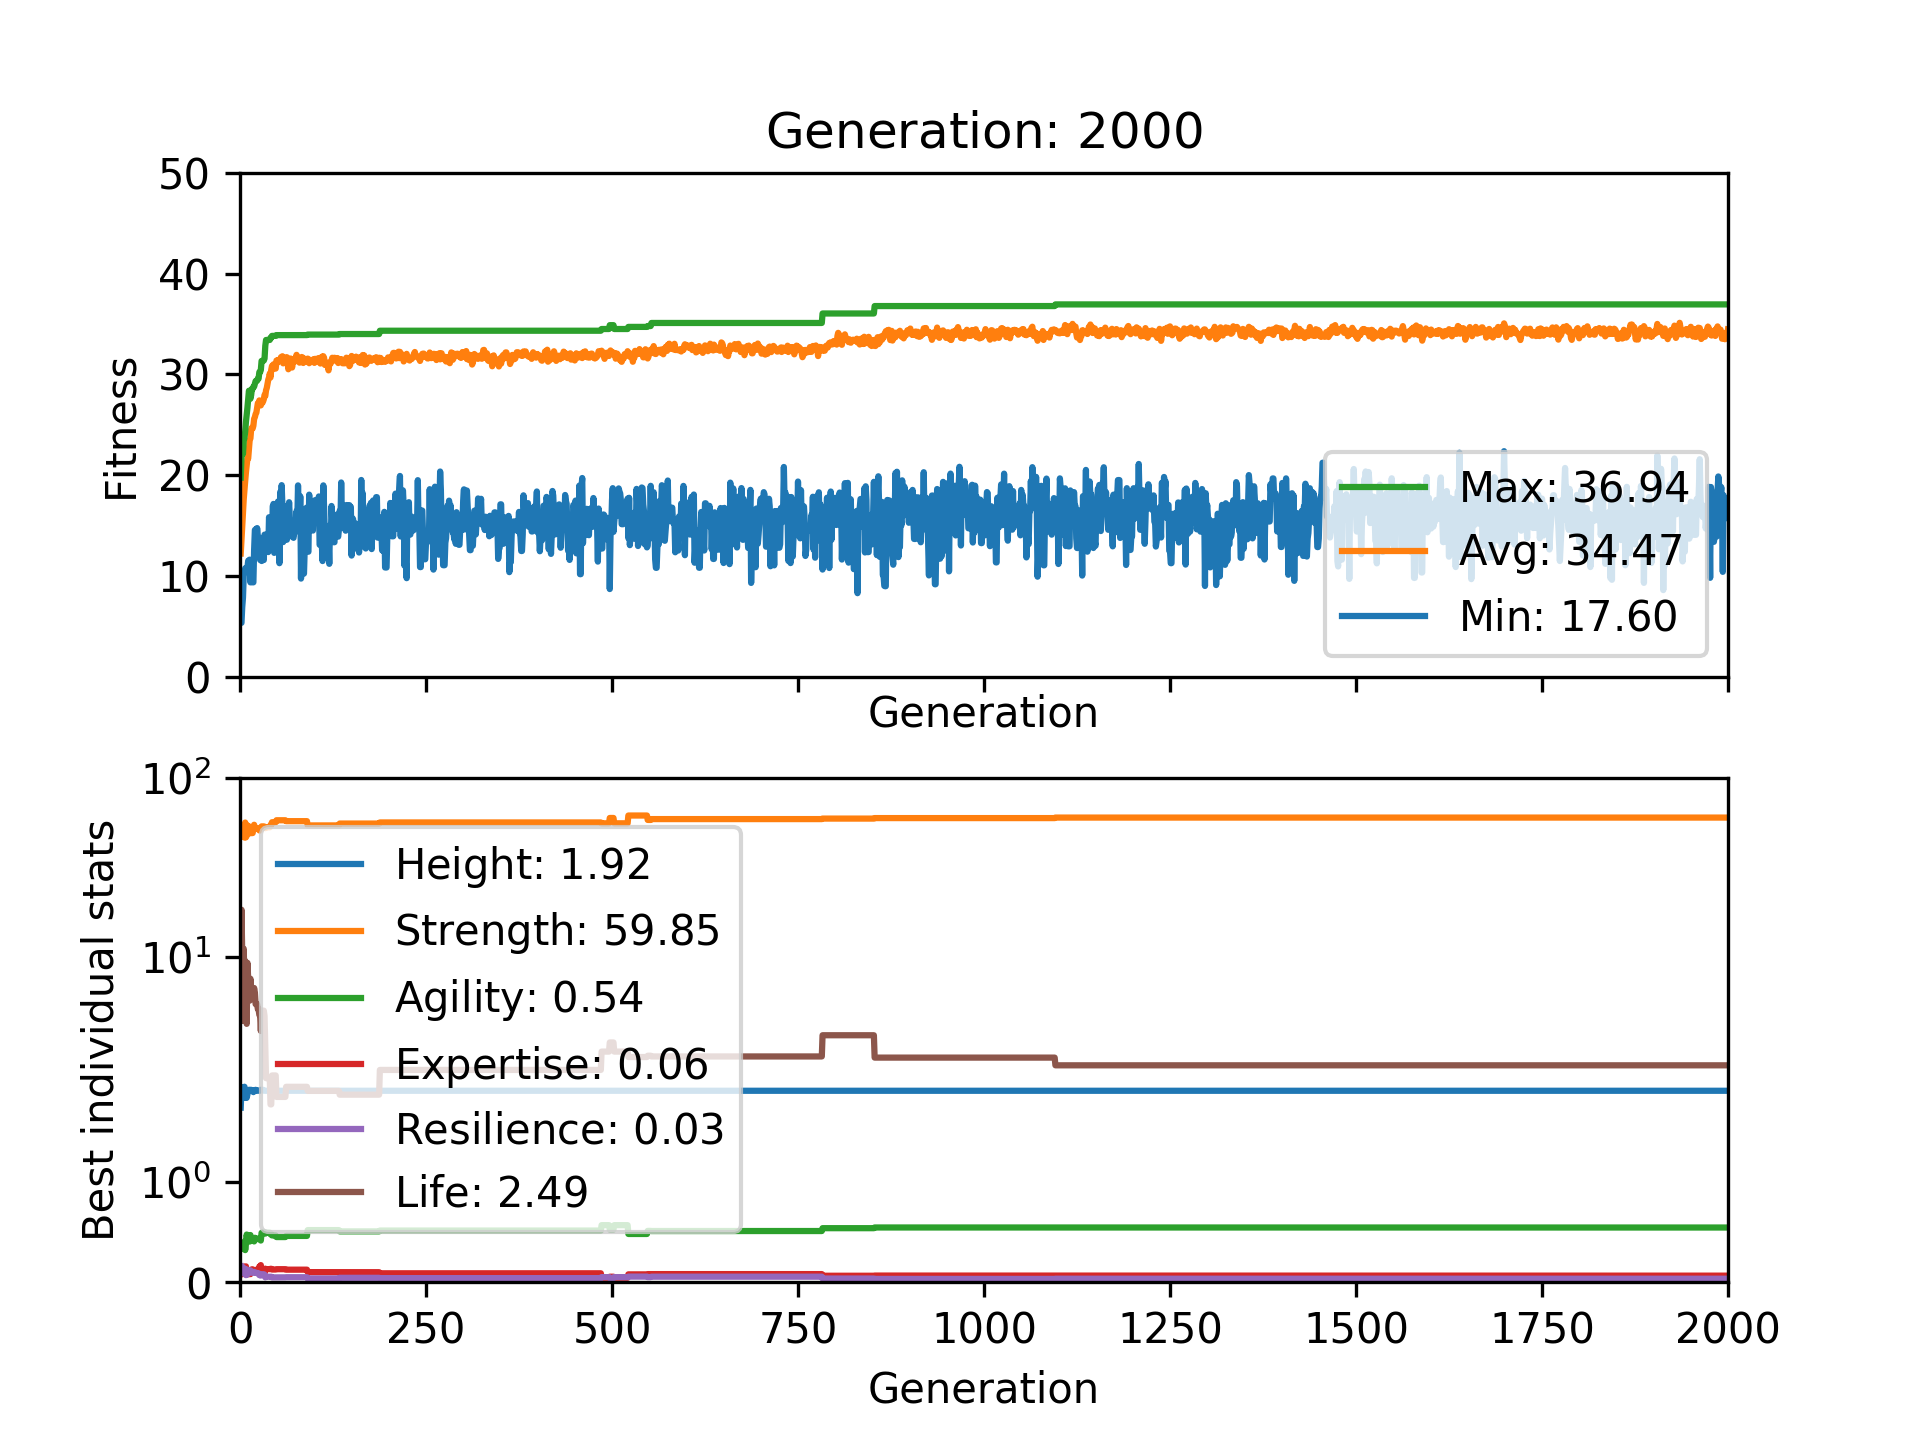 Generation: 2000
50
40
30
20
10
0
Fitness
Max: 36.94
Avg: 34.47
Min: 17.60
Generation
10²
10¹
10⁰
0
Best individual stats
Height: 1.92
Strength: 59.85
Agility: 0.54
Expertise: 0.06
Resilience: 0.03
Life: 2.49
0 250 500 750 1000 1250 1500 1750 2000
Generation